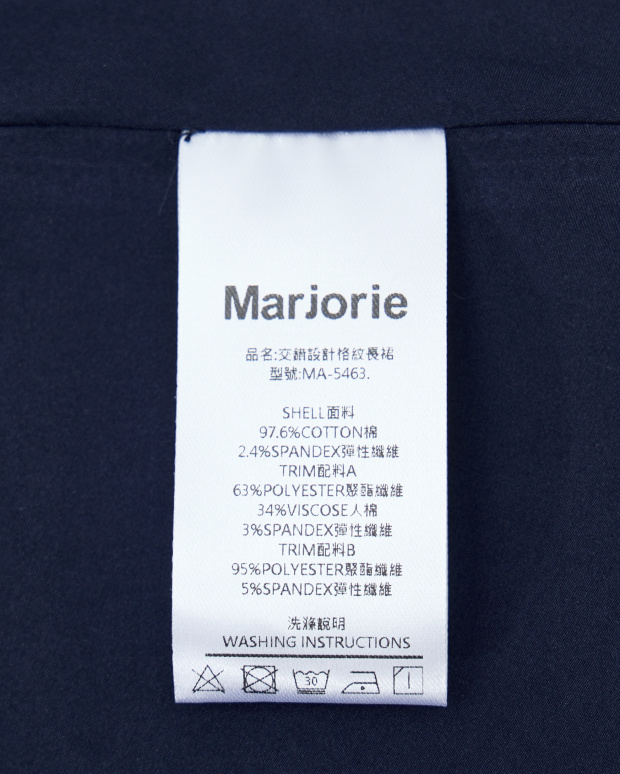 Marjorie
品名:交錯設計格紋長裙
型號:MA-5463.
SHELL面料
97.6%COTTON棉
2.4%SPANDEX彈性纖維
TRIM配料A
63%POLYESTER聚酯纖維
34%VISCOSE人棉
3%SPANDEX彈性纖維
TRIM配料B
95%POLYESTER聚酯纖維
5%SPANDEX彈性纖維
洗滌說明
WASHING INSTRUCTIONS
30